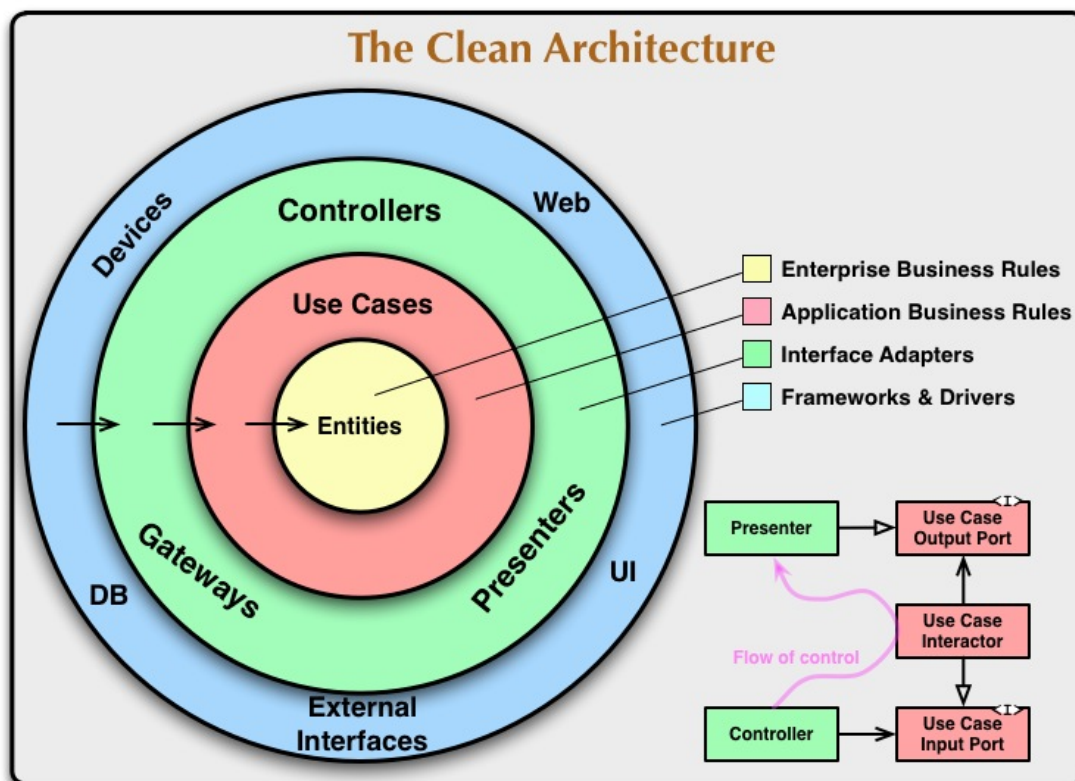 The Clean Architecture
Devices
Web
Controllers
Use Cases
Entities
Gateways
Presenters
DB
UI
External
Interfaces
Enterprise Business Rules
Application Business Rules
Interface Adapters
Frameworks & Drivers
Presenter
<I>
Use Case
Output Port
Use Case
Interactor
Flow of control
Controller
<I>
Use Case
Input Port